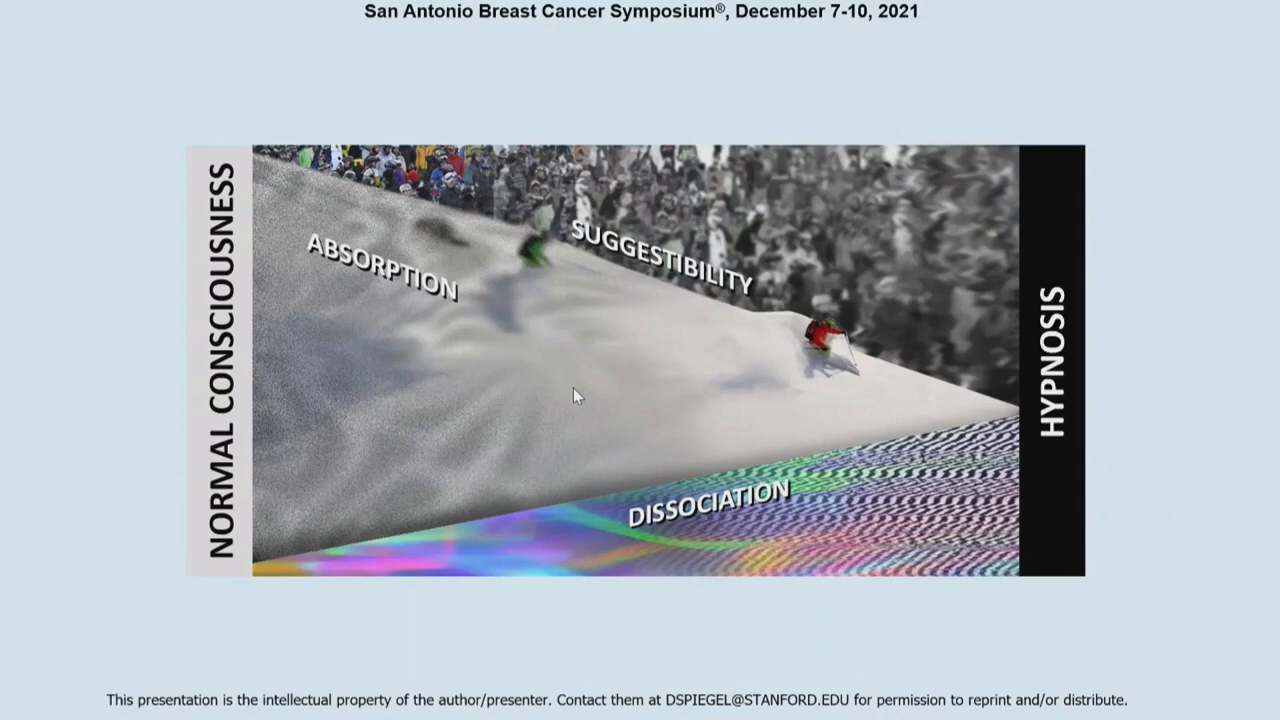 San Antonio Breast Cancer Symposium®, December 7-10, 2021
NORMAL CONSCIOUSNESS
ABSORPTION
SUGGESTIBILITY
DISSOCIATION
HYPNOSIS
This presentation is the intellectual property of the author/presenter. Contact them at DSPIEGEL@STANFORD.EDU for permission to reprint and/or distribute.